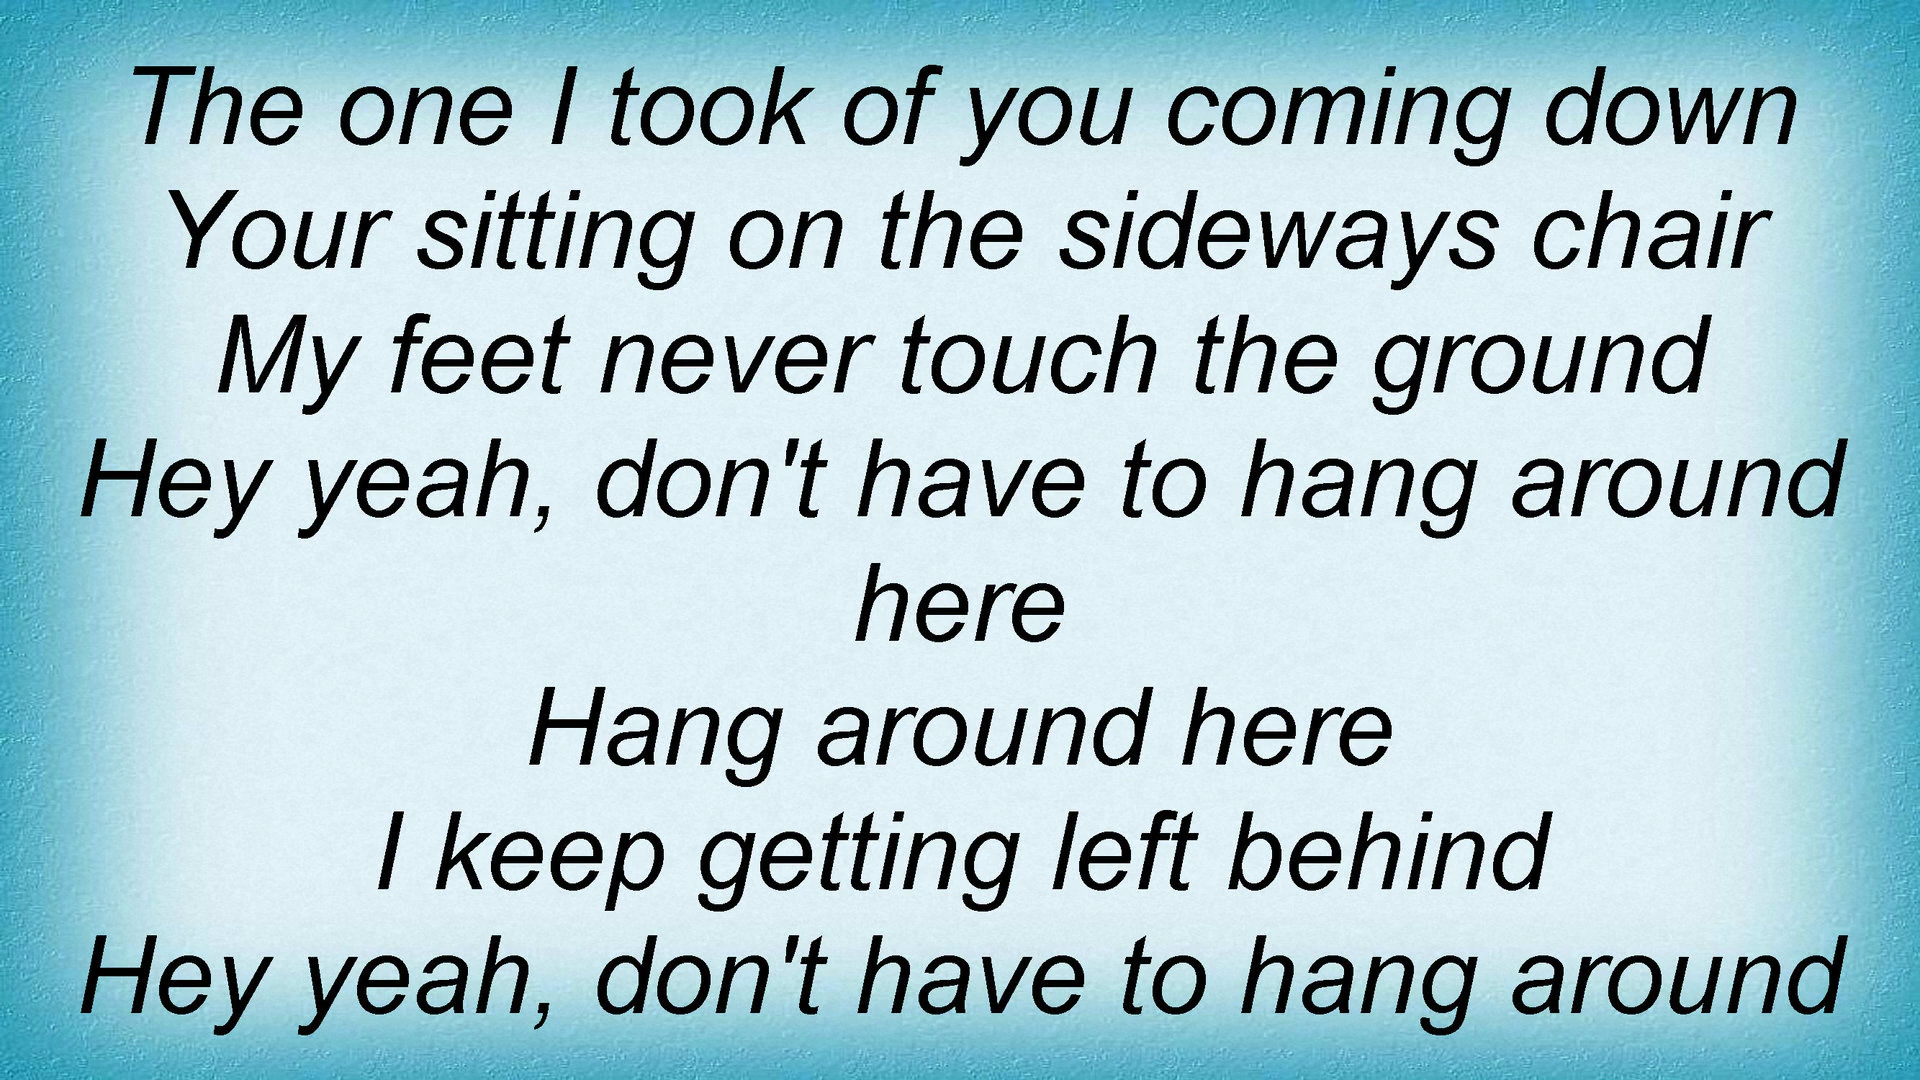 The one I took of you coming down
Your sitting on the sideways chair
My feet never touch the ground
Hey yeah, don't have to hang around
here
Hang around here
I keep getting left behind
Hey yeah, don't have to hang around